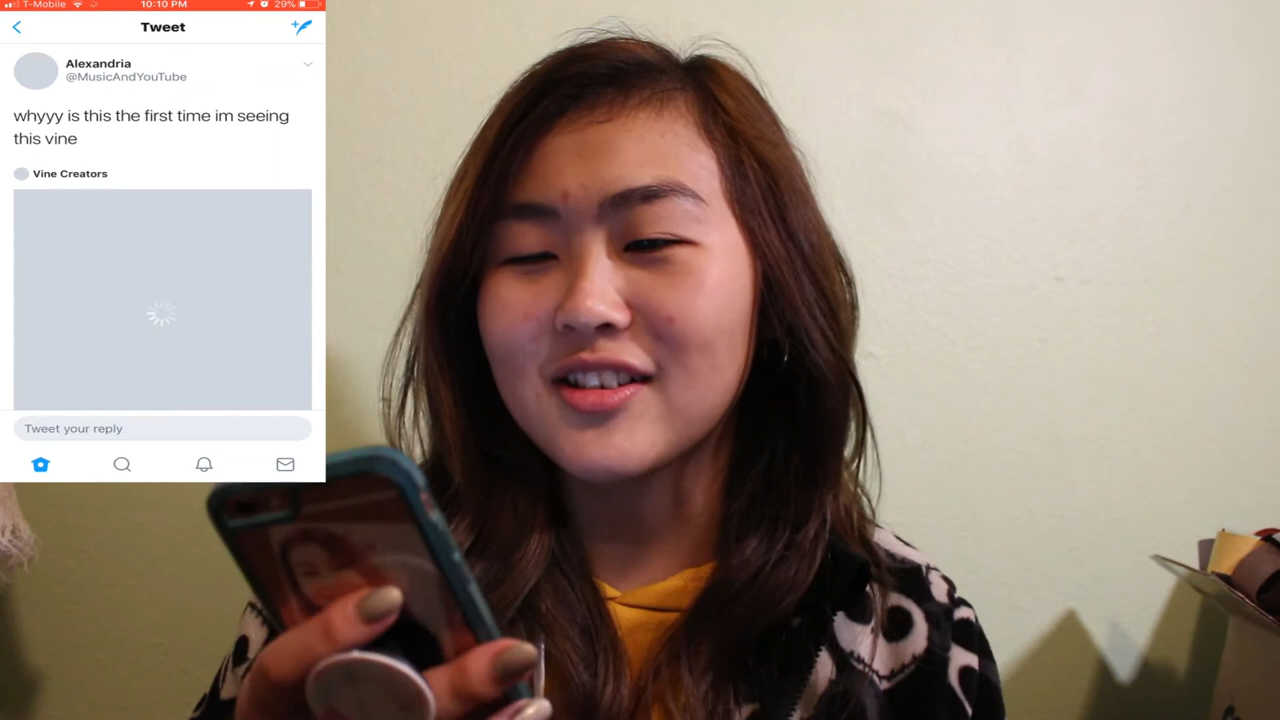 T-Mobile 10:10 PM 29%
Tweet
Alexandria
@MusicAndYouTube
whyyy is this the first time im seeing
this vine
Vine Creators
Tweet your reply